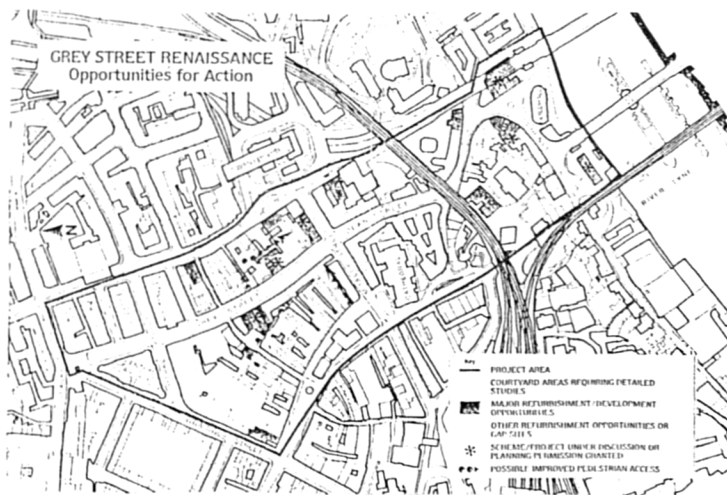 GREY STREET RENAISSANCE
Opportunities for Action
N
RIVER TYNE
Key
PROJECT AREA
COURTYARD AREAS REQUIRING DETAILED
STUDIES
MAJOR REFURBISHMENT/DEVELOPMENT
OPPORTUNITIES
OTHER REFURBISHMENT OPPORTUNITIES OR
GAP SITES
SCHEME/PROJECT UNDER DISCUSSION OR
PLANNING PERMISSION GRANTED
POSSIBLE IMPROVED PEDESTRIAN ACCESS